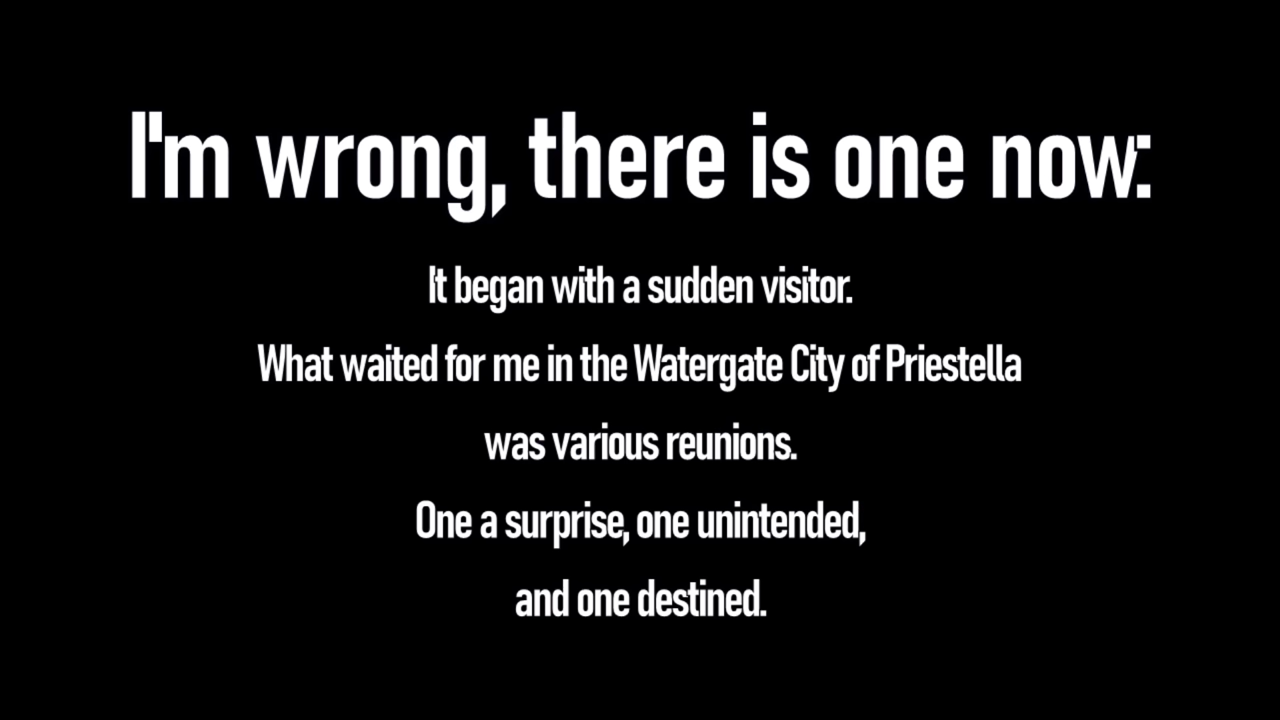 I'm wrong, there is one now:
It began with a sudden visitor.
What waited for me in the Watergate City of Priestella
was various reunions.
One a surprise, one unintended,
and one destined.